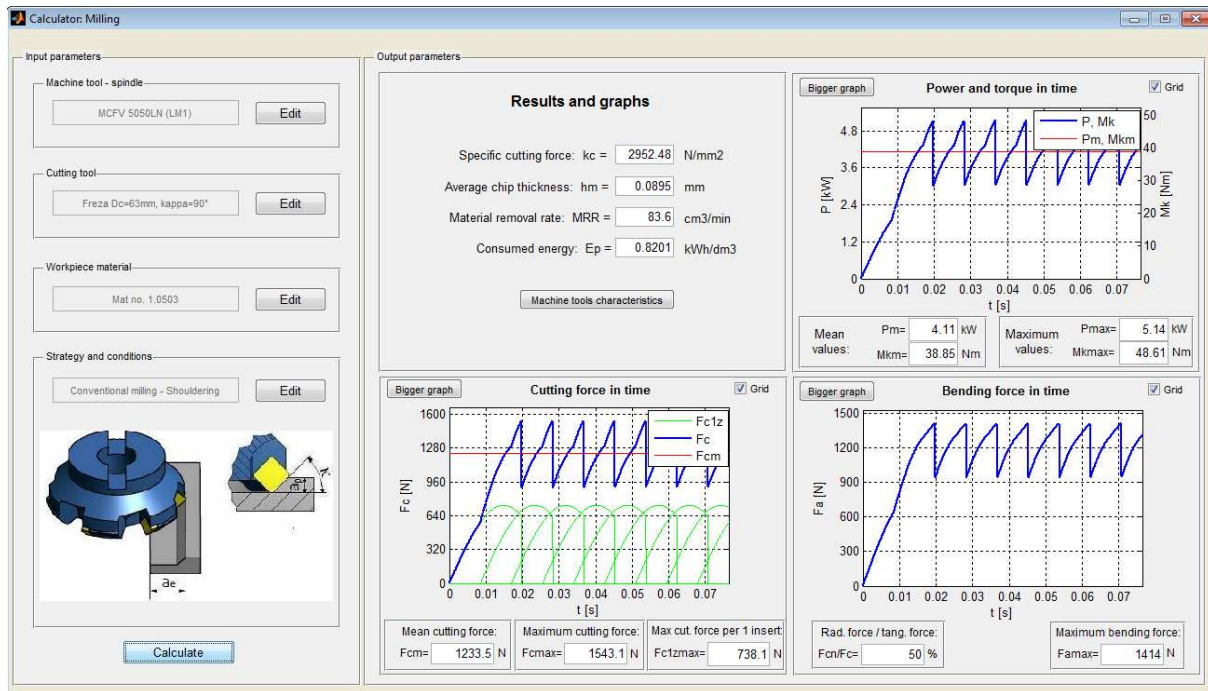 Calculator: Milling
Input parameters
Machine tool - spindle
MCFV 5050LN (LM1)
Edit
Cutting tool
Freza Dc=63mm, kappa=90°
Edit
Workpiece material
Mat no. 1.0503
Edit
Strategy and conditions
Conventional milling - Shouldering
Edit
ae
ap
κ
Calculate
Output parameters
Results and graphs
Specific cutting force: kc = 2952.48 N/mm2
Average chip thickness: hm = 0.0895 mm
Material removal rate: MRR = 83.6 cm3/min
Consumed energy: Ep = 0.8201 kWh/dm3
Machine tools characteristics
Bigger graph
Power and torque in time
Grid
P, Mk
Pm, Mkm
P [kW]
4.8
3.6
2.4
1.2
0
Mk [Nm]
50
40
30
20
10
0
0 0.01 0.02 0.03 0.04 0.05 0.06 0.07
t [s]
Mean values:
Pm= 4.11 kW
Mkm= 38.85 Nm
Maximum values:
Pmax= 5.14 kW
Mkmax= 48.61 Nm
Bigger graph
Cutting force in time
Grid
Fc1z
Fc
Fcm
Fc [N]
1600
1280
960
640
320
0
0 0.01 0.02 0.03 0.04 0.05 0.06 0.07
t [s]
Mean cutting force:
Fcm= 1233.5 N
Maximum cutting force:
Fcmax= 1543.1 N
Max cut. force per 1 insert:
Fc1zmax= 738.1 N
Bigger graph
Bending force in time
Grid
Fa [N]
1500
1200
900
600
300
0
0 0.01 0.02 0.03 0.04 0.05 0.06 0.07
t [s]
Rad. force / tang. force:
Fcn/Fc= 50 %
Maximum bending force:
Famax= 1414 N